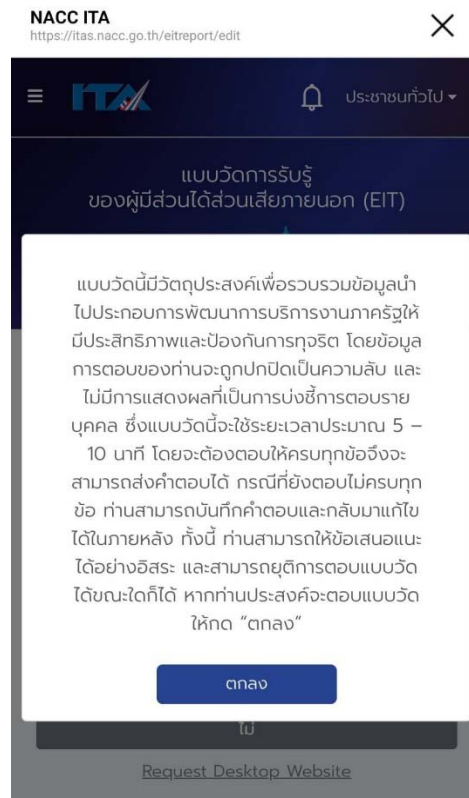 NACC ITA
https://itas.nacc.go.th/eitreport/edit
ITA
ประชาชนทั่วไป
แบบวัดการรับรู้
ของผู้มีส่วนได้ส่วนเสียภายนอก (EIT)
แบบวัดนี้มีวัตถุประสงค์เพื่อรวบรวมข้อมูลนำ
ไปประกอบการพัฒนาการบริการงานภาครัฐให้
มีประสิทธิภาพและป้องกันการทุจริต โดยข้อมูล
การตอบของท่านจะถูกปกปิดเป็นความลับ และ
ไม่มีการแสดงผลที่เป็นการบ่งชี้การตอบราย
บุคคล ซึ่งแบบวัดนี้จะใช้ระยะเวลาประมาณ 5 –
10 นาที โดยจะต้องตอบให้ครบทุกข้อจึงจะ
สามารถส่งคำตอบได้ กรณีที่ยังตอบไม่ครบทุก
ข้อ ท่านสามารถบันทึกคำตอบและกลับมาแก้ไข
ได้ในภายหลัง ทั้งนี้ ท่านสามารถให้ข้อเสนอแนะ
ได้อย่างอิสระ และสามารถยุติการตอบแบบวัด
ได้ขณะใดก็ได้ หากท่านประสงค์จะตอบแบบวัด
ให้กด “ตกลง”
ตกลง
ไม่
Request Desktop Website